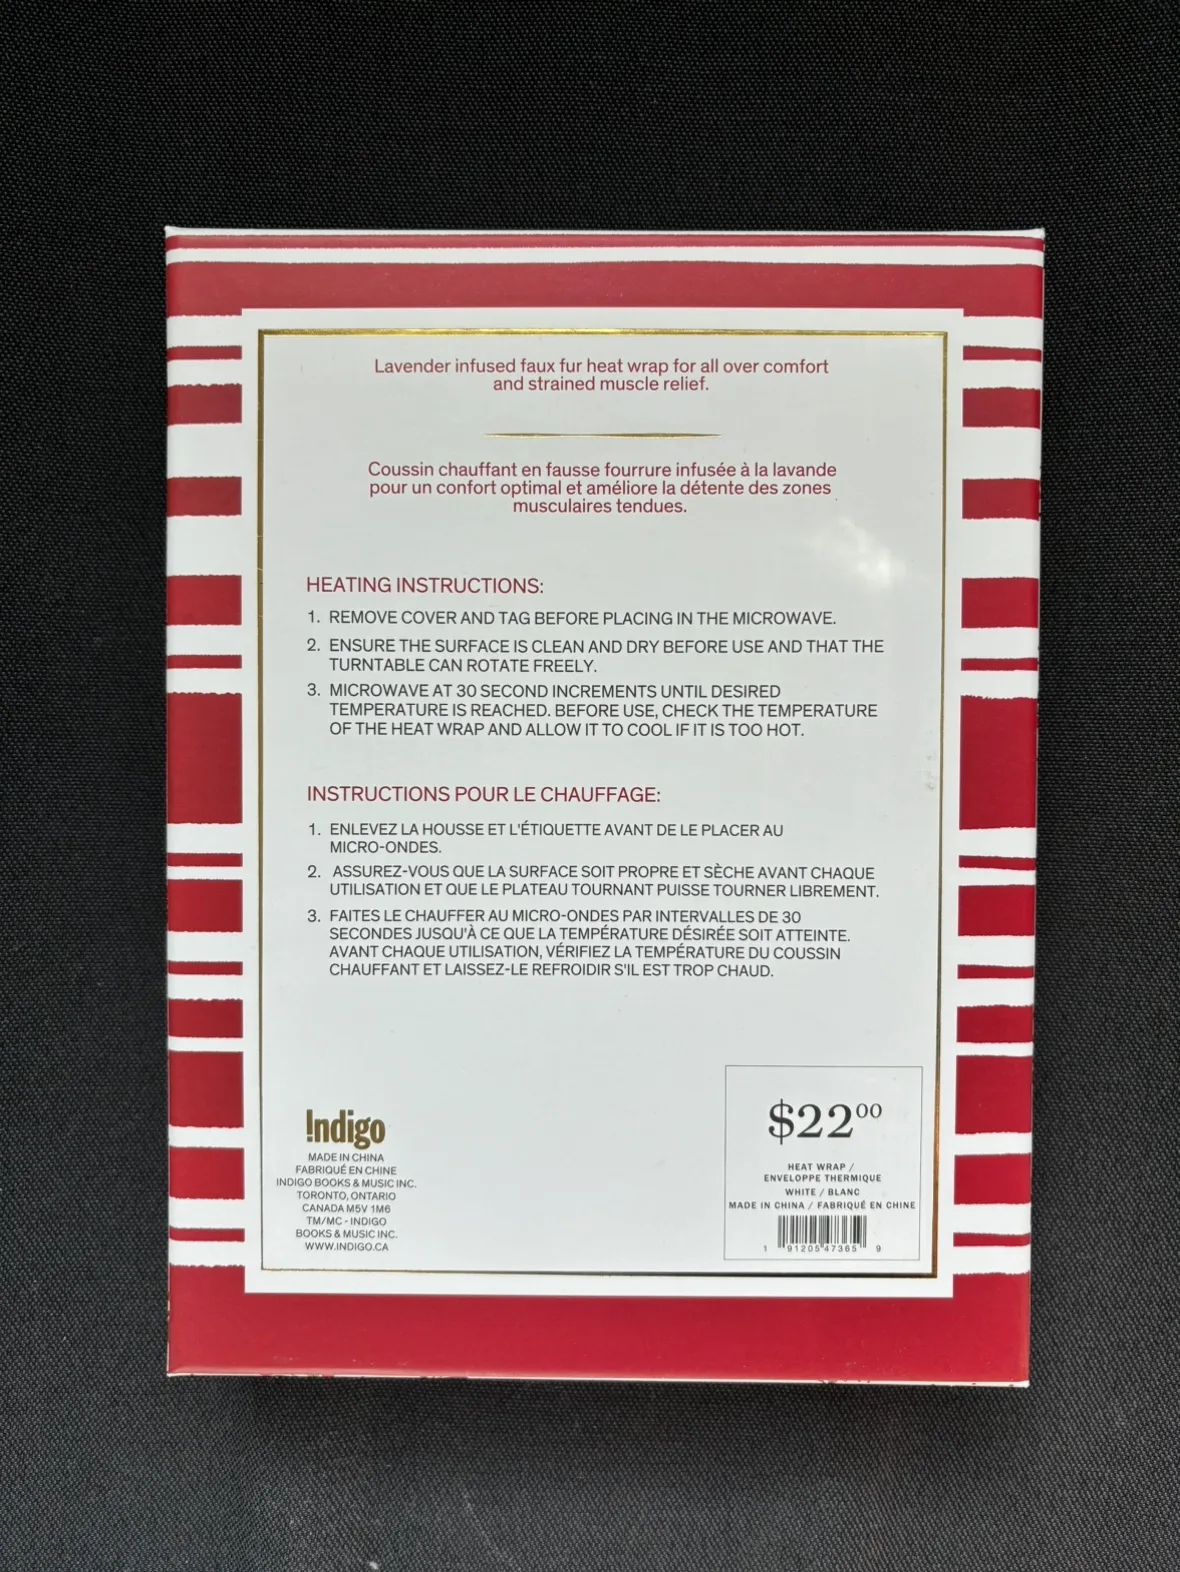 Lavender infused faux fur heat wrap for all over comfort
and strained muscle relief.
Coussin chauffant en fausse fourrure infusée à la lavande
pour un confort optimal et améliore la détente des zones
musculaires tendues.
HEATING INSTRUCTIONS:
1. REMOVE COVER AND TAG BEFORE PLACING IN THE MICROWAVE.
2. ENSURE THE SURFACE IS CLEAN AND DRY BEFORE USE AND THAT THE
TURNTABLE CAN ROTATE FREELY.
3. MICROWAVE AT 30 SECOND INCREMENTS UNTIL DESIRED
TEMPERATURE IS REACHED. BEFORE USE, CHECK THE TEMPERATURE
OF THE HEAT WRAP AND ALLOW IT TO COOL IF IT IS TOO HOT.
INSTRUCTIONS POUR LE CHAUFFAGE:
1. ENLEVEZ LA HOUSSE ET L'ÉTIQUETTE AVANT DE LE PLACER AU
MICRO-ONDES.
2. ASSUREZ-VOUS QUE LA SURFACE SOIT PROPRE ET SÈCHE AVANT CHAQUE
UTILISATION ET QUE LE PLATEAU TOURNANT PUISSE TOURNER LIBREMENT.
3. FAITES LE CHAUFFER AU MICRO-ONDES PAR INTERVALLES DE 30
SECONDES JUSQU'À CE QUE LA TEMPÉRATURE DÉSIRÉE SOIT ATTEINTE.
AVANT CHAQUE UTILISATION, VÉRIFIEZ LA TEMPÉRATURE DU COUSSIN
CHAUFFANT ET LAISSEZ-LE REFROIDIR S'IL EST TROP CHAUD.
!ndigo
MADE IN CHINA
FABRIQUÉ EN CHINE
INDIGO BOOKS & MUSIC INC.
TORONTO, ONTARIO
CANADA M5V 1M6
TM/MC - INDIGO
BOOKS & MUSIC INC.
WWW.INDIGO.CA
$22.00
HEAT WRAP /
ENVELOPPE THERMIQUE
WHITE / BLANC
MADE IN CHINA / FABRIQUÉ EN CHINE
1 91205 47365 9